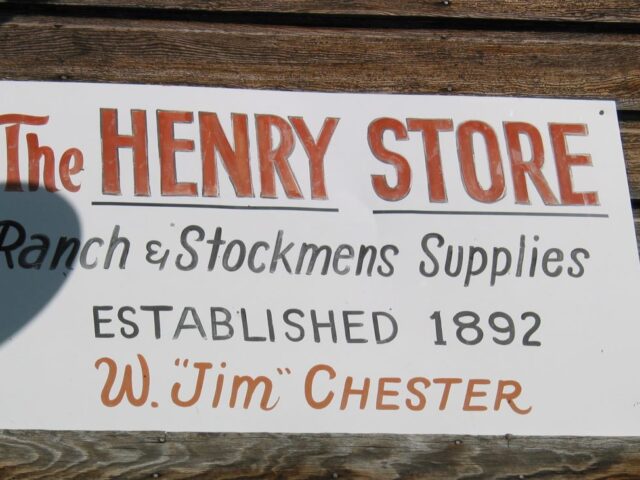 The HENRY STORE
Ranch & Stockmens Supplies
ESTABLISHED 1892
W. "Jim" CHESTER